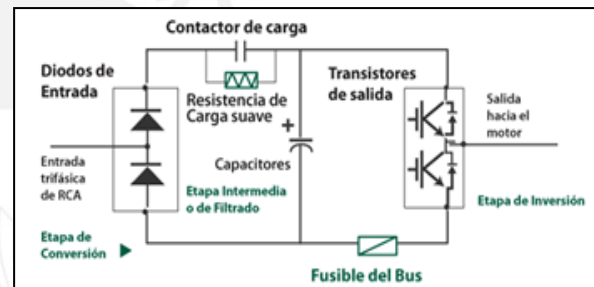 Contactor de carga
Diodos de
Entrada
Resistencia de
Carga suave
Transistores
de salida
Salida
hacia el
motor
+
Capacitores
Entrada
trifásica
de RCA
Etapa Intermedia
o de Filtrado
Etapa de Inversión
Etapa de
Conversión
Fusible del Bus